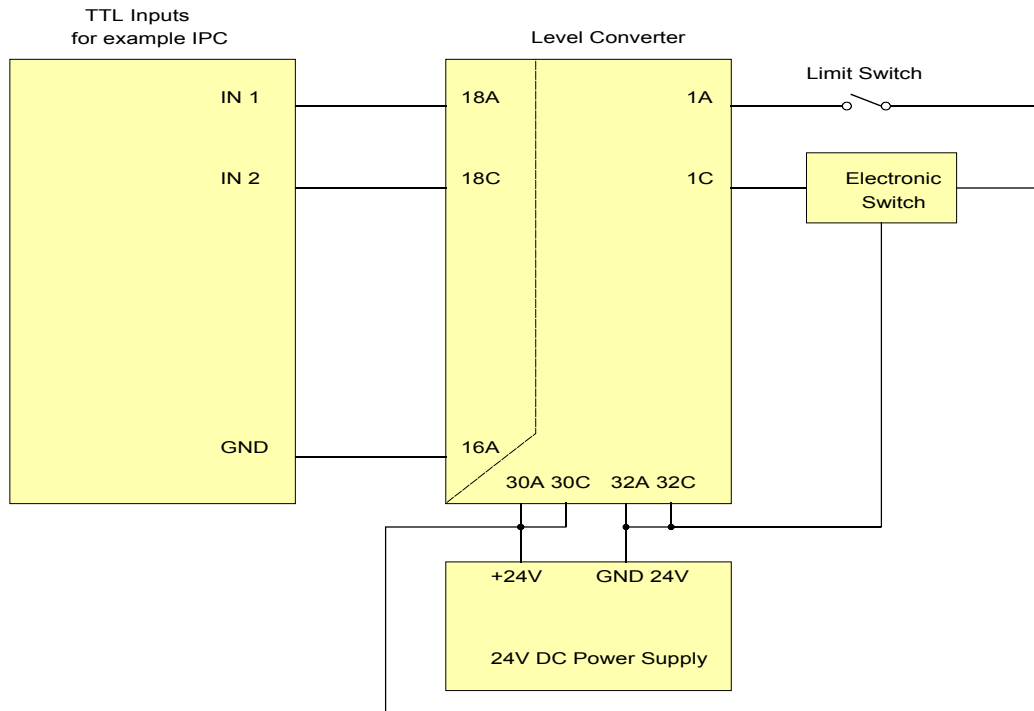 TTL Inputs
for example IPC
Level Converter
Limit Switch
IN 1
18A
1A
IN 2
18C
1C
Electronic
Switch
GND
16A
30A 30C 32A 32C
+24V
GND 24V
24V DC Power Supply